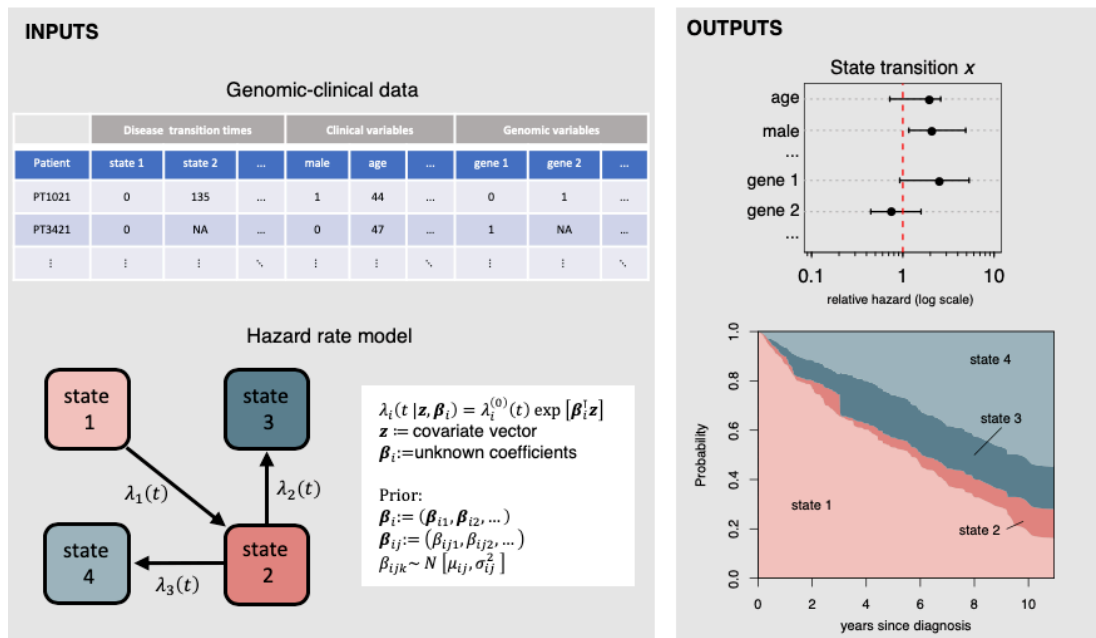 INPUTS
Genomic-clinical data
Disease transition times Clinical variables Genomic variables
Patient state 1 state 2 ... male age ... gene 1 gene 2 ...
PT1021 0 135 ... 1 44 ... 0 1 ...
PT3421 0 NA ... 0 47 ... 1 NA ...
⋮ ⋮ ⋮ ⋱ ⋮ ⋮ ⋱ ⋮ ⋮ ⋱
Hazard rate model
state
1
state
3
state
4
state
2
λ₁(t)
λ₂(t)
λ₃(t)
λᵢ(t |z, βᵢ) = λᵢ⁽⁰⁾(t) exp [βᵢᵀz]
z ≔ covariate vector
βᵢ≔unknown coefficients
Prior:
βᵢ≔ (βᵢ₁, βᵢ₂, … )
βᵢⱼ≔ (βᵢⱼ₁, βᵢⱼ₂, … )
βᵢⱼₖ~ N [μᵢⱼ, σᵢⱼ²]
OUTPUTS
State transition x
age
male
...
gene 1
gene 2
...
0.1 1 10
relative hazard (log scale)
Probability
1.0
0.8
0.6
0.4
0.2
0.0
state 4
state 3
state 1
state 2
0 2 4 6 8 10
years since diagnosis